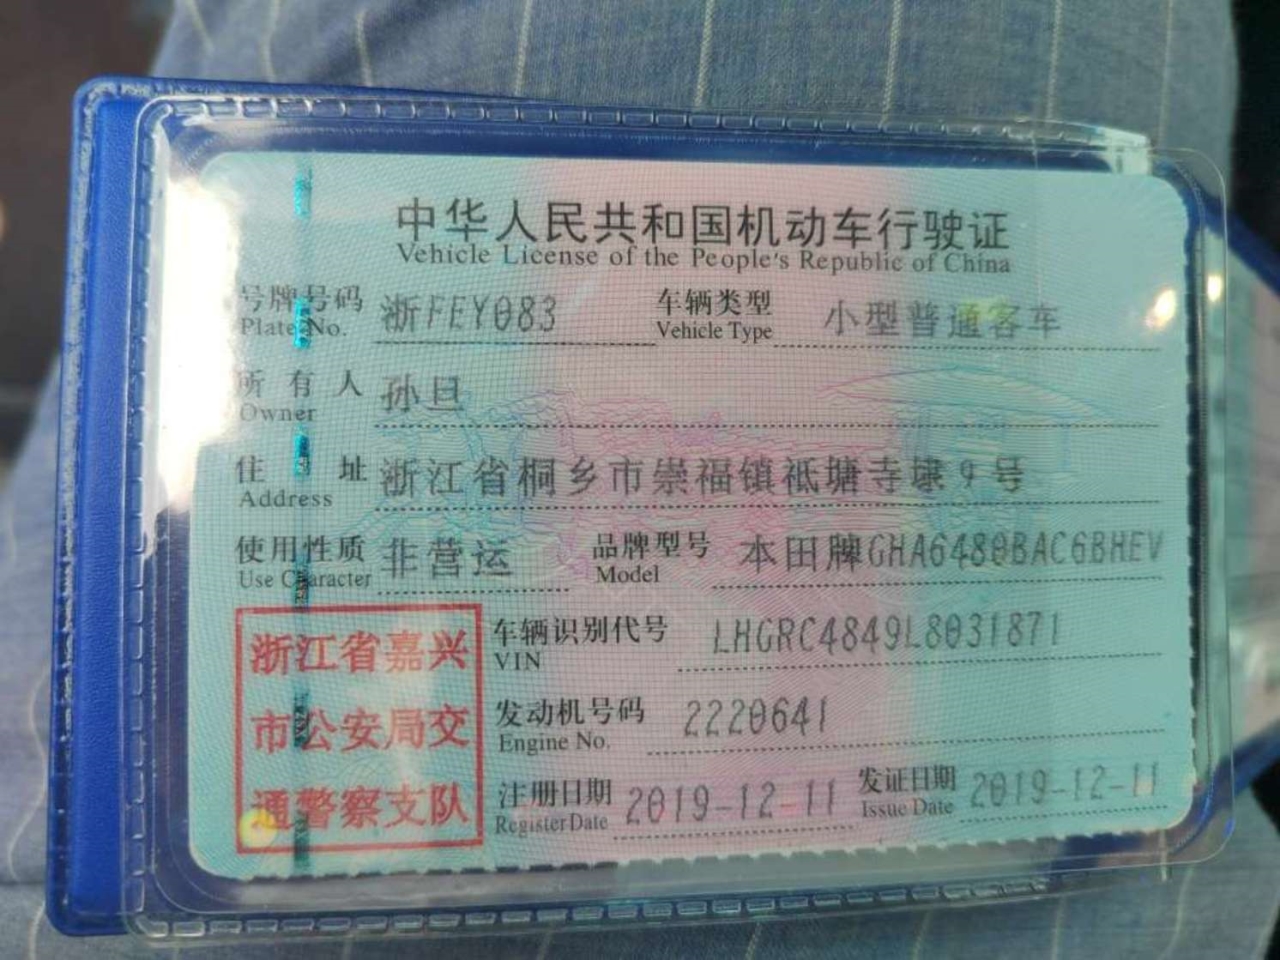 中华人民共和国机动车行驶证
Vehicle License of the People's Republic of China
号牌号码 浙FEY083 车辆类型 小型普通客车
Plate No. Vehicle Type
所有人 孙旦
Owner
住址 浙江省桐乡市崇福镇祗塘寺埭9号
Address
使用性质 非营运 品牌型号 本田牌GHA6480BAC6BHEV
Use Character Model
车辆识别代号 LHGRC4849L8031871
VIN
发动机号码 2220641
Engine No.
注册日期 2019-12-11 发证日期 2019-12-11
Register Date Issue Date
浙江省嘉兴
市公安局交
通警察支队